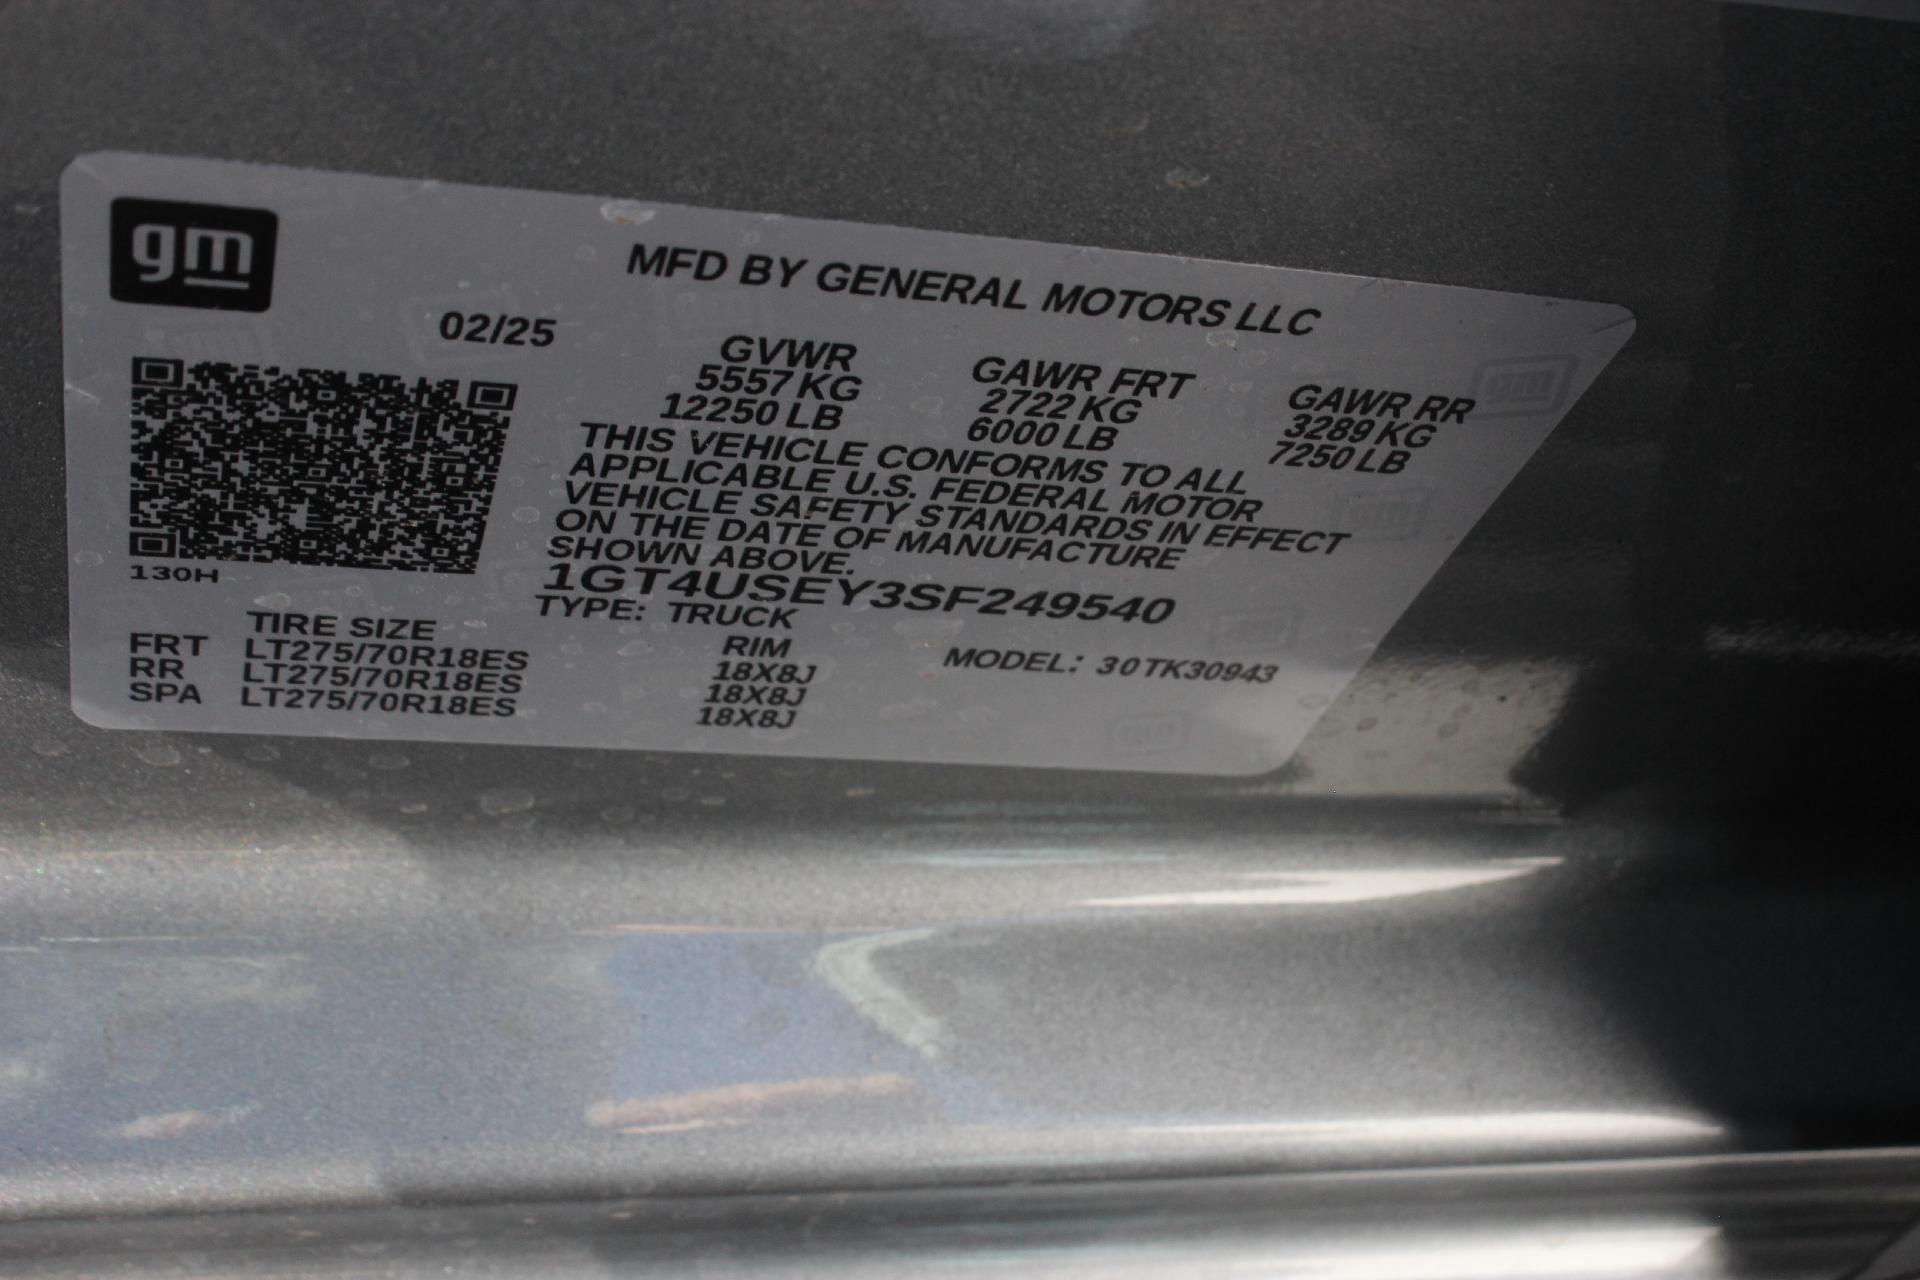 gm
MFD BY GENERAL MOTORS LLC
02/25
GVWR GAWR FRT GAWR RR
5557 KG 2722 KG 3289 KG
12250 LB 6000 LB 7250 LB
THIS VEHICLE CONFORMS TO ALL
APPLICABLE U.S. FEDERAL MOTOR
VEHICLE SAFETY STANDARDS IN EFFECT
ON THE DATE OF MANUFACTURE
SHOWN ABOVE.
130H
1GT4USEY3SF249540
TYPE: TRUCK
TIRE SIZE RIM
MODEL: 30TK30943
FRT LT275/70R18ES 18X8J
RR LT275/70R18ES 18X8J
SPA LT275/70R18ES 18X8J